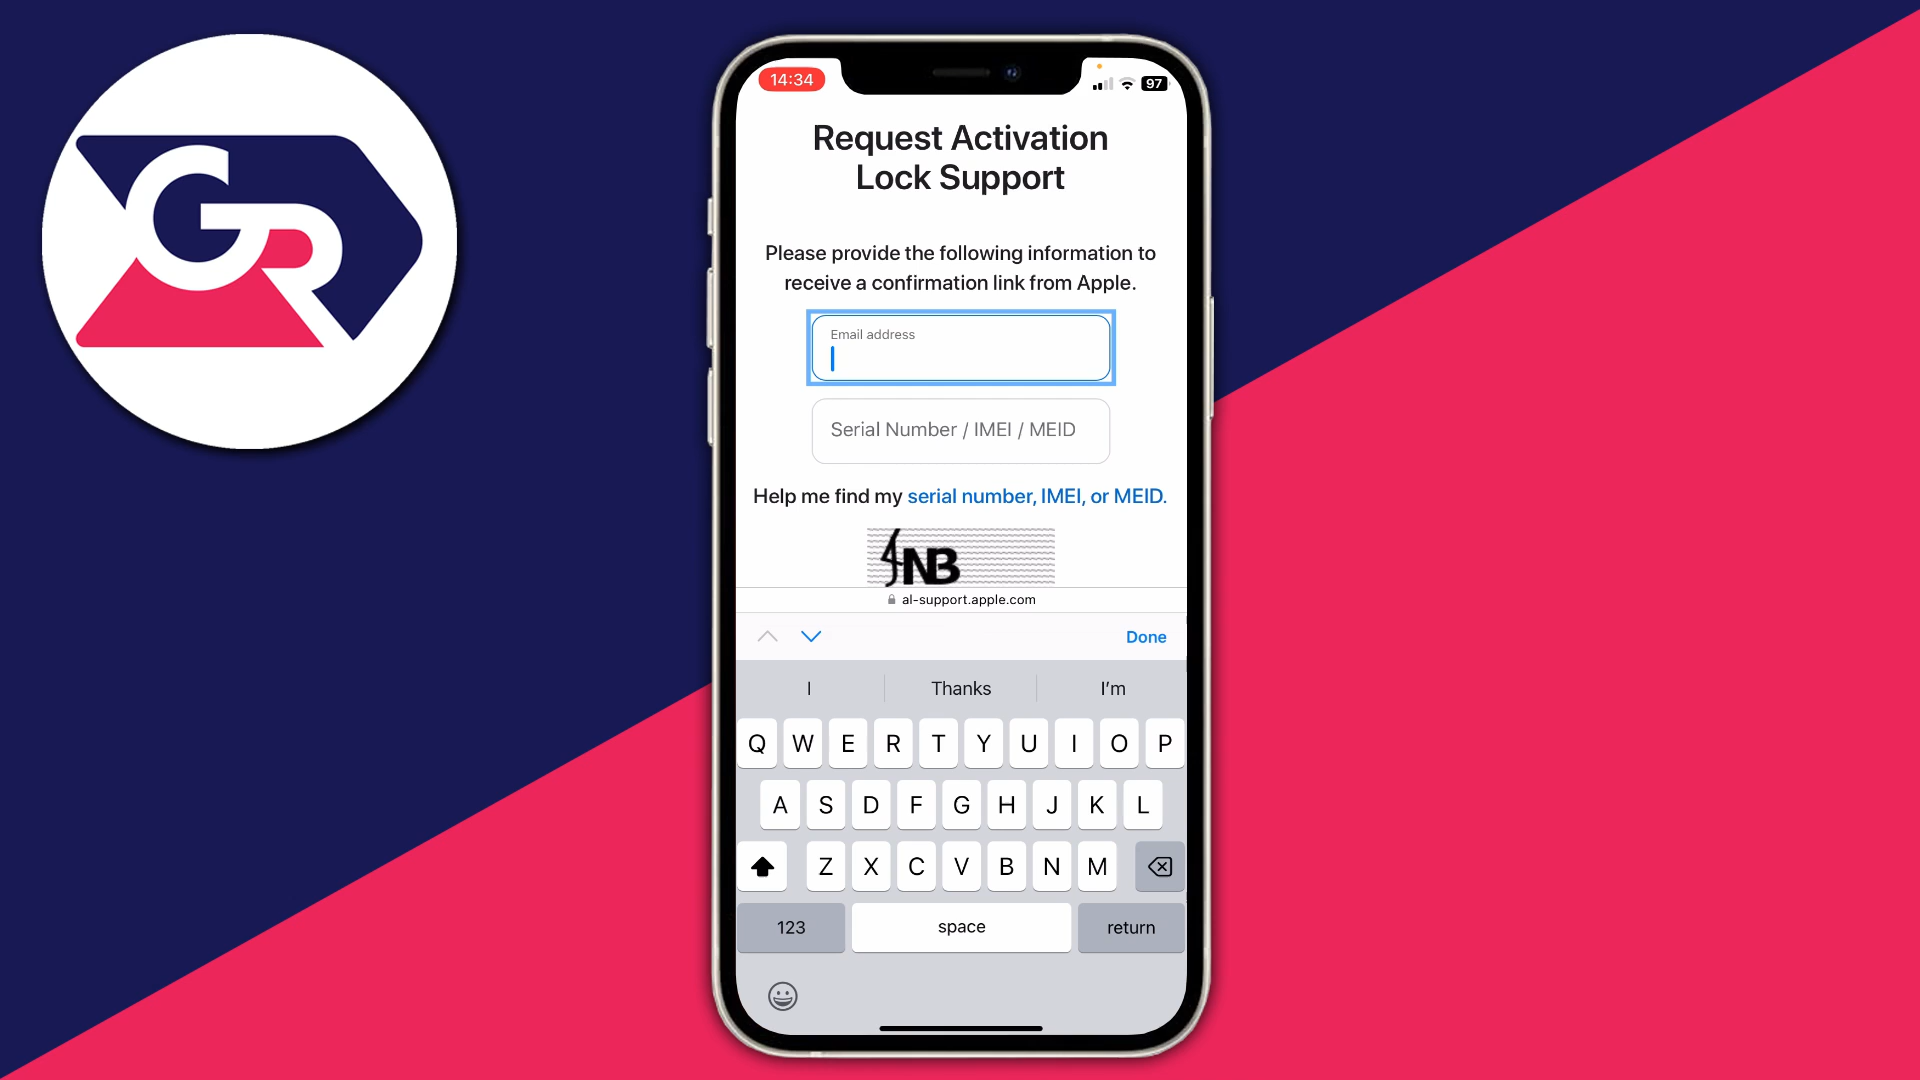 GR
14:34
97
Request Activation
Lock Support
Please provide the following information to
receive a confirmation link from Apple.
Email address
Serial Number / IMEI / MEID
Help me find my serial number, IMEI, or MEID.
NB
al-support.apple.com
Done
I Thanks I'm
Q W E R T Y U I O P
A S D F G H J K L
Z X C V B N M
123 space return